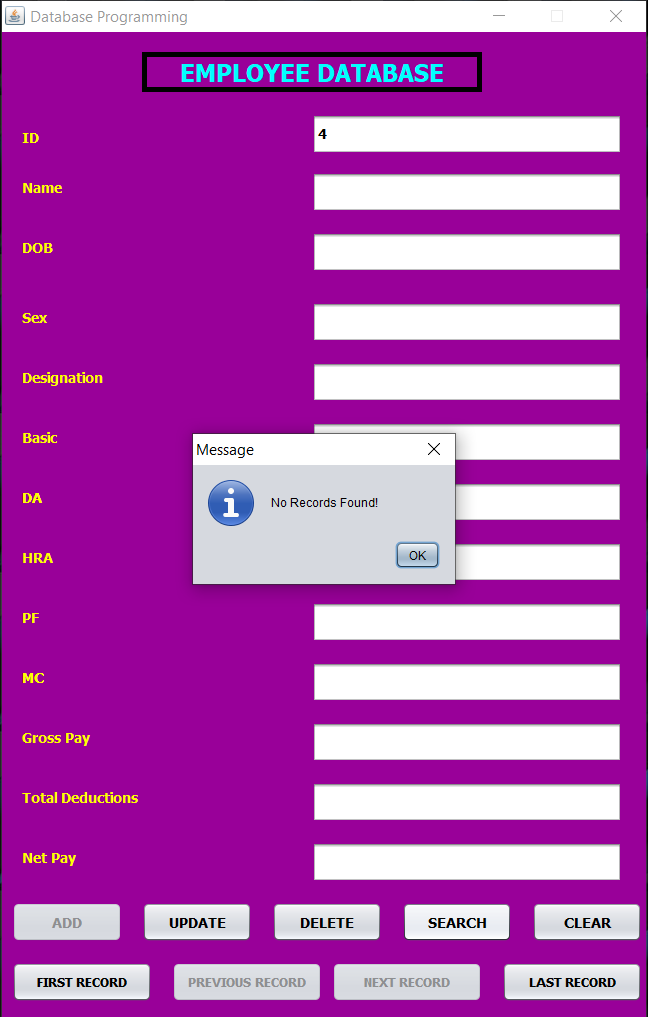 Database Programming
EMPLOYEE DATABASE
ID
4
Name
DOB
Sex
Designation
Basic
Message
DA
No Records Found!
HRA
OK
PF
MC
Gross Pay
Total Deductions
Net Pay
ADD UPDATE DELETE SEARCH CLEAR
FIRST RECORD PREVIOUS RECORD NEXT RECORD LAST RECORD